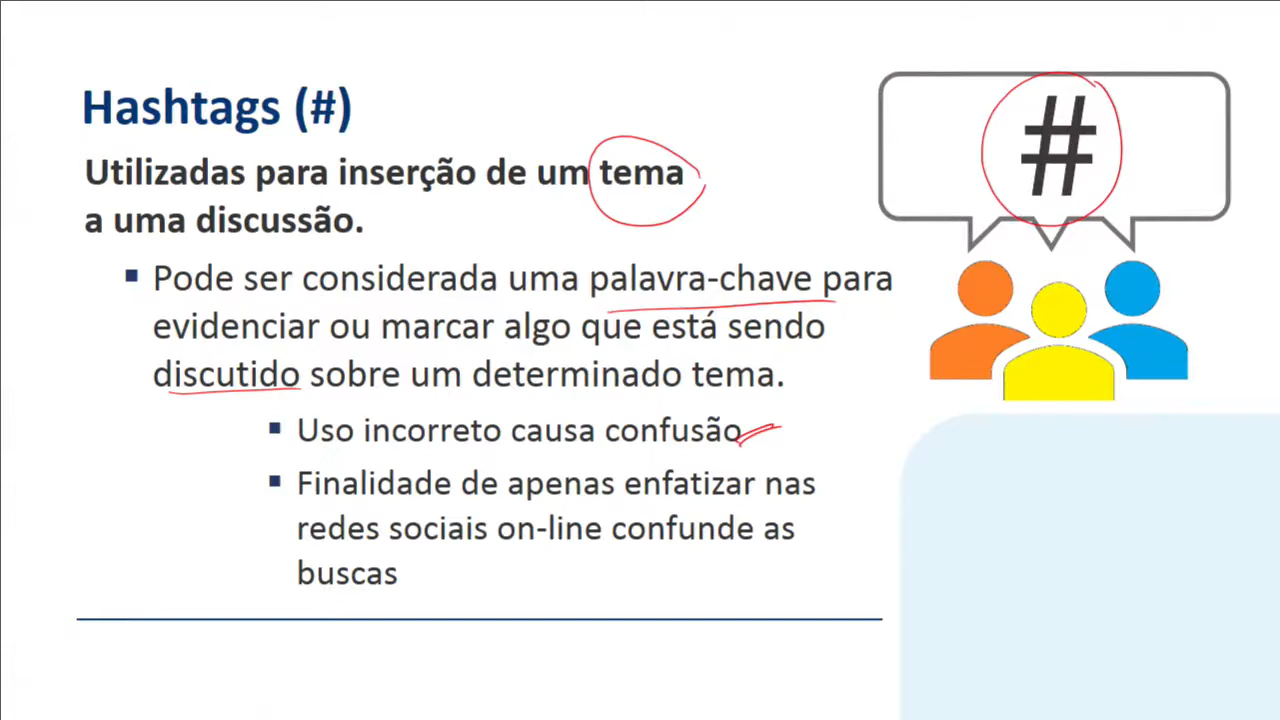 Hashtags (#)
Utilizadas para inserção de um tema
a uma discussão.
▪ Pode ser considerada uma palavra-chave para
evidenciar ou marcar algo que está sendo
discutido sobre um determinado tema.
▪ Uso incorreto causa confusão
▪ Finalidade de apenas enfatizar nas
redes sociais on-line confunde as
buscas
#